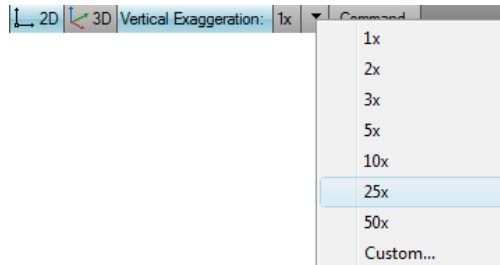 2D 3D Vertical Exaggeration: 1x Command
1x
2x
3x
5x
10x
25x
50x
Custom...